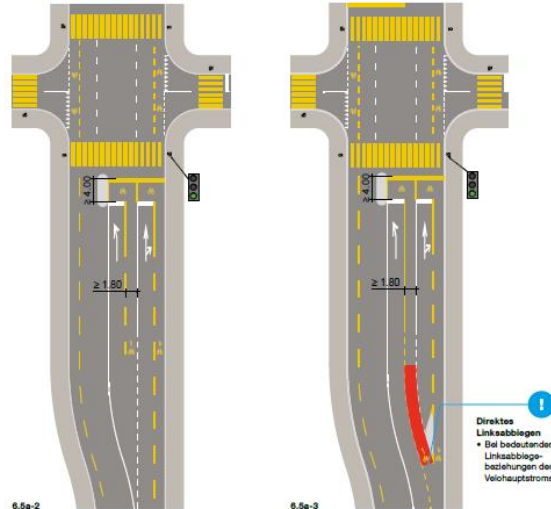 ≥ 4.00
≥ 1.80
6.5a-2
≥ 4.00
≥ 1.80
!
Direktes
Linksabbiegen
• Bei bedeutenden
Linksabbiege-
beziehungen des
Velohauptstroms
6.5a-3